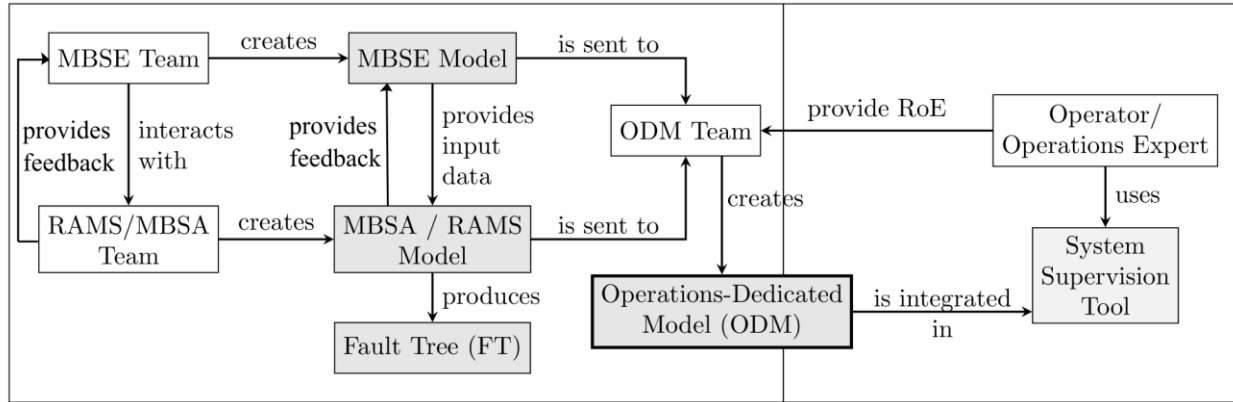 MBSE Team
creates
MBSE Model
is sent to
provides
feedback
interacts
with
provides
feedback
provides
input
data
ODM Team
provide RoE
Operator/
Operations Expert
RAMS/MBSA
Team
creates
MBSA / RAMS
Model
is sent to
creates
uses
produces
Fault Tree (FT)
Operations-Dedicated
Model (ODM)
is integrated
in
System
Supervision
Tool